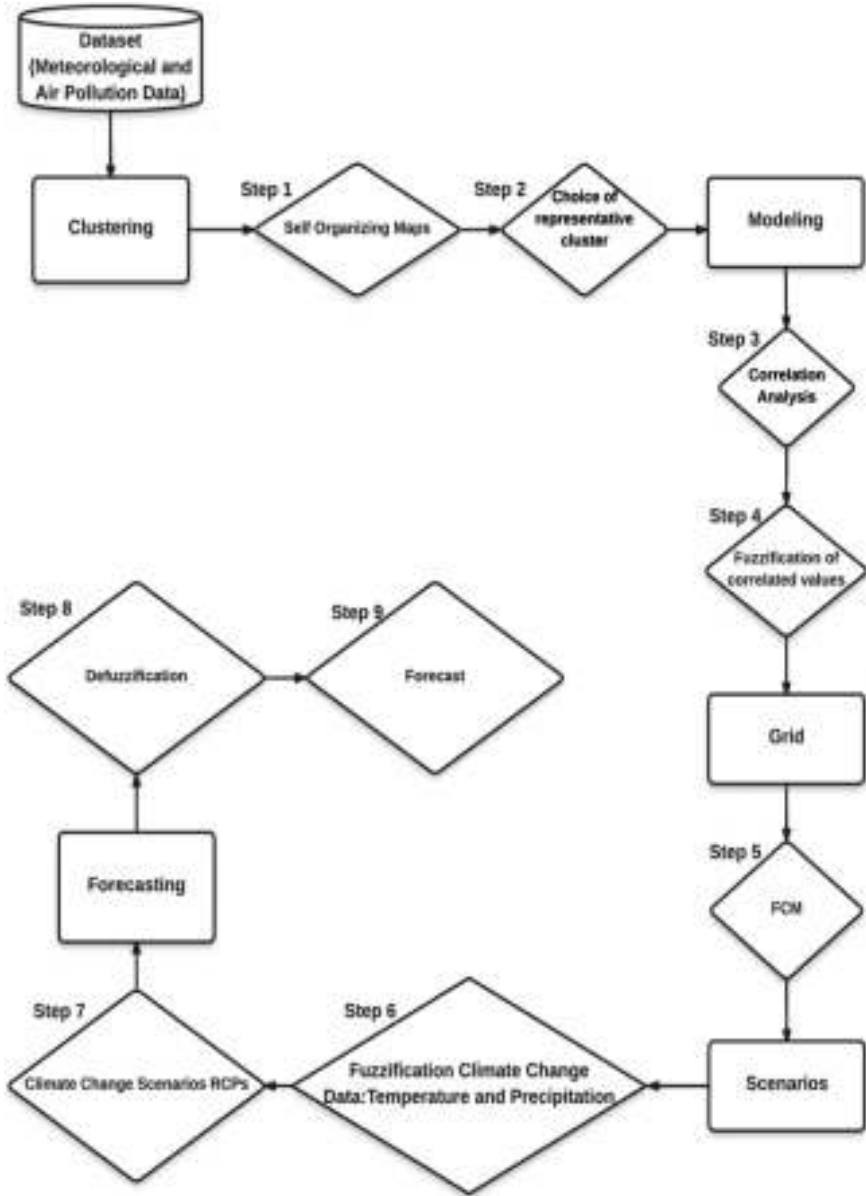 Dataset
(Meteorological and
Air Pollution Data)
Clustering
Step 1
Self Organizing Maps
Step 2
Choice of
representative
cluster
Modeling
Step 3
Correlation
Analysis
Step 4
Fuzzification of
correlated values
Grid
Step 5
FCM
Scenarios
Step 6
Fuzzification Climate Change
Data:Temperature and Precipitation
Step 7
Climate Change Scenarios RCPs
Forecasting
Step 8
Defuzzification
Step 9
Forecast